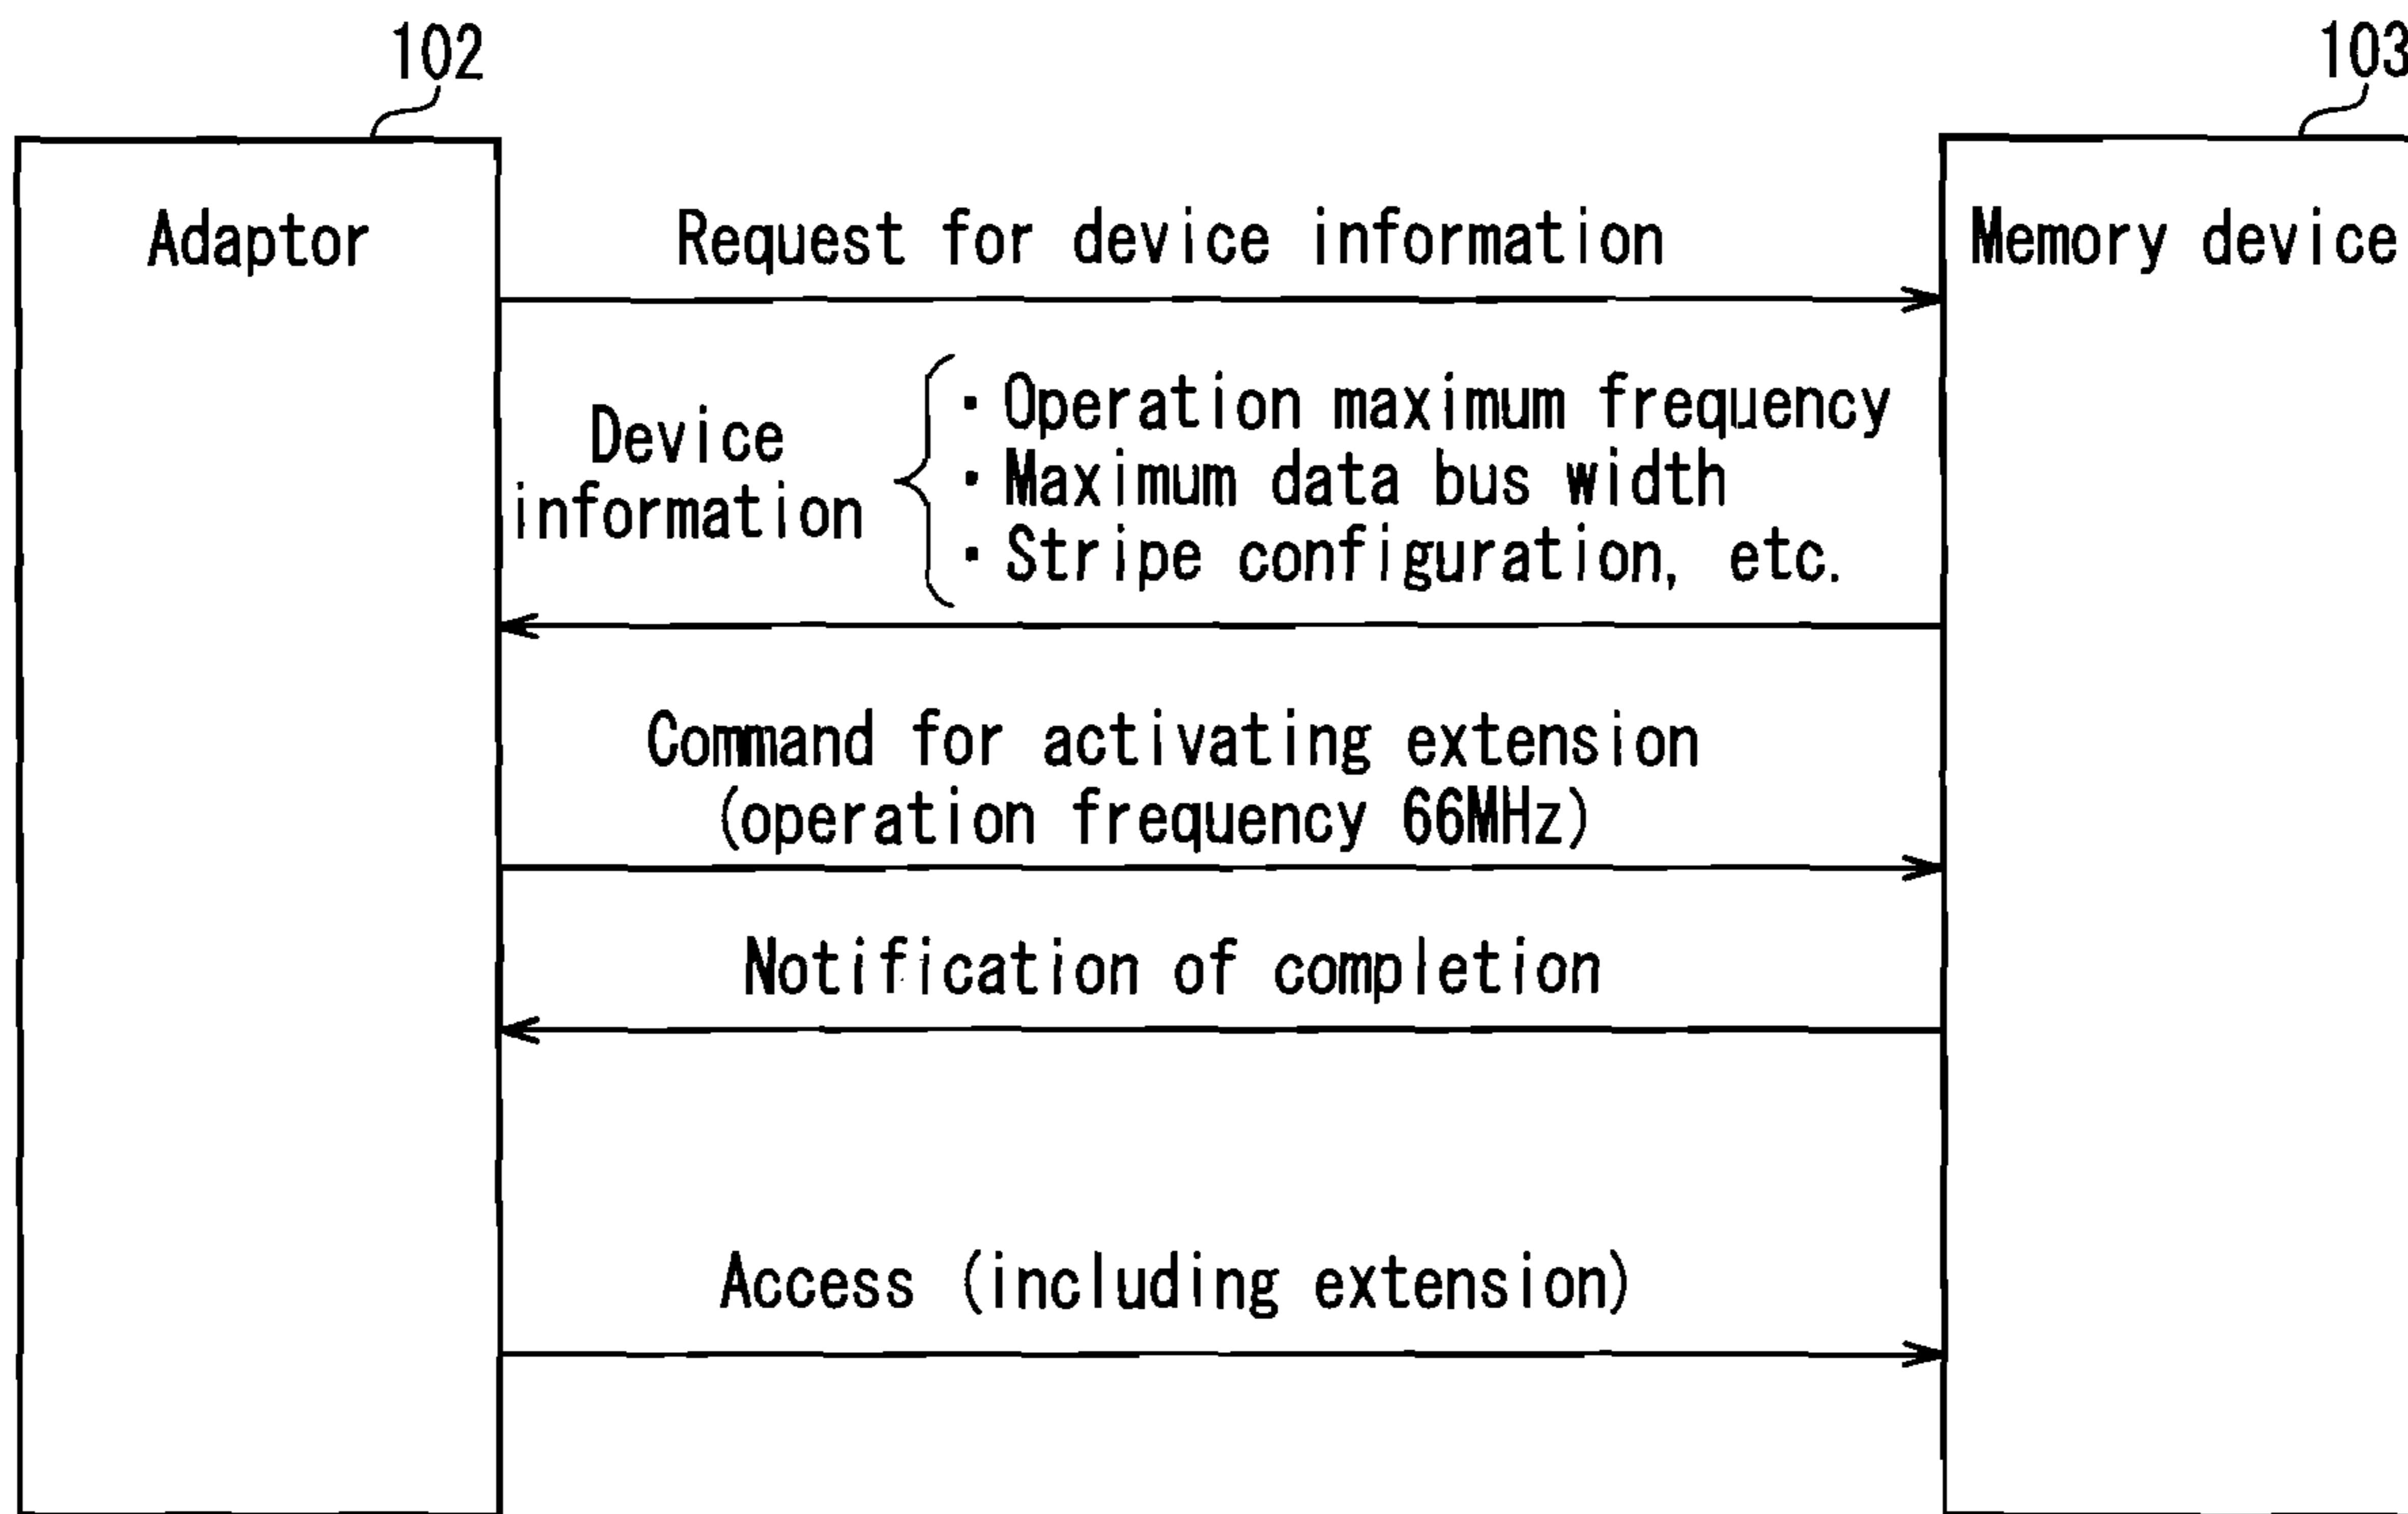 102
103
Adaptor
Request for device information
Memory device
Device
information
・Operation maximum frequency
・Maximum data bus width
・Stripe configuration, etc.
Command for activating extension
(operation frequency 66MHz)
Notification of completion
Access (including extension)